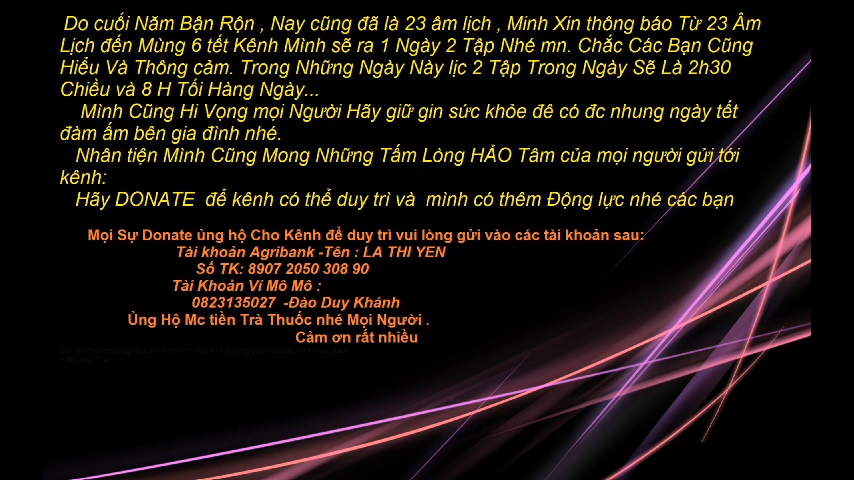 Do cuối Năm Bận Rộn , Nay cũng đã là 23 âm lịch , Minh Xin thông báo Từ 23 Âm
Lịch đến Mùng 6 tết Kênh Mình sẽ ra 1 Ngày 2 Tập Nhé mn. Chắc Các Bạn Cũng
Hiểu Và Thông cảm. Trong Những Ngày Này lịc 2 Tập Trong Ngày Sẽ Là 2h30
Chiều và 8 H Tối Hàng Ngày...
Mình Cũng Hi Vọng mọi Người Hãy giữ gin sức khỏe đê có đc nhung ngày tết
đàm ấm bên gia đình nhé.
Nhân tiện Mình Cũng Mong Những Tấm Lòng HẢO Tâm của mọi người gửi tới
kênh:
Hãy DONATE để kênh có thể duy trì và mình có thêm Động lực nhé các bạn
Mọi Sự Donate ủng hộ Cho Kênh để duy trì vui lòng gửi vào các tài khoản sau:
Tài khoản Agribank -Tên : LA THI YEN
Số TK: 8907 2050 308 90
Tài Khoản Ví Mô Mô :
0823135027 -Đào Duy Khánh
Ủng Hộ Mc tiền Trà Thuốc nhé Mọi Người .
Cảm ơn rất nhiều